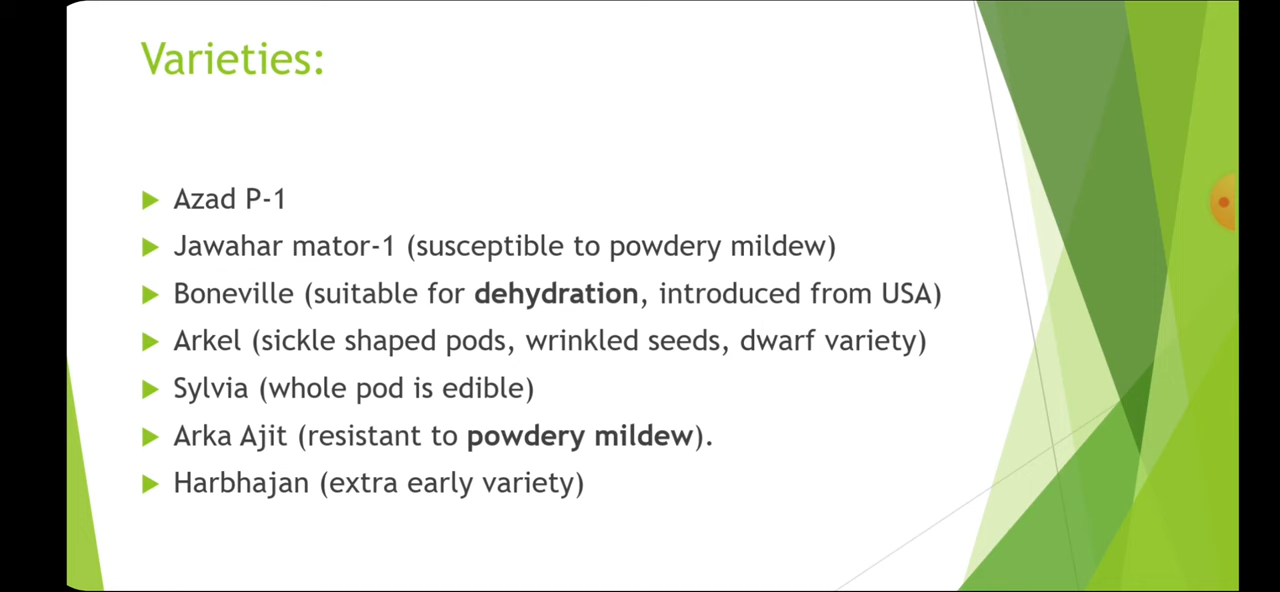 Varieties:
Azad P-1
Jawahar mator-1 (susceptible to powdery mildew)
Boneville (suitable for dehydration, introduced from USA)
Arkel (sickle shaped pods, wrinkled seeds, dwarf variety)
Sylvia (whole pod is edible)
Arka Ajit (resistant to powdery mildew).
Harbhajan (extra early variety)